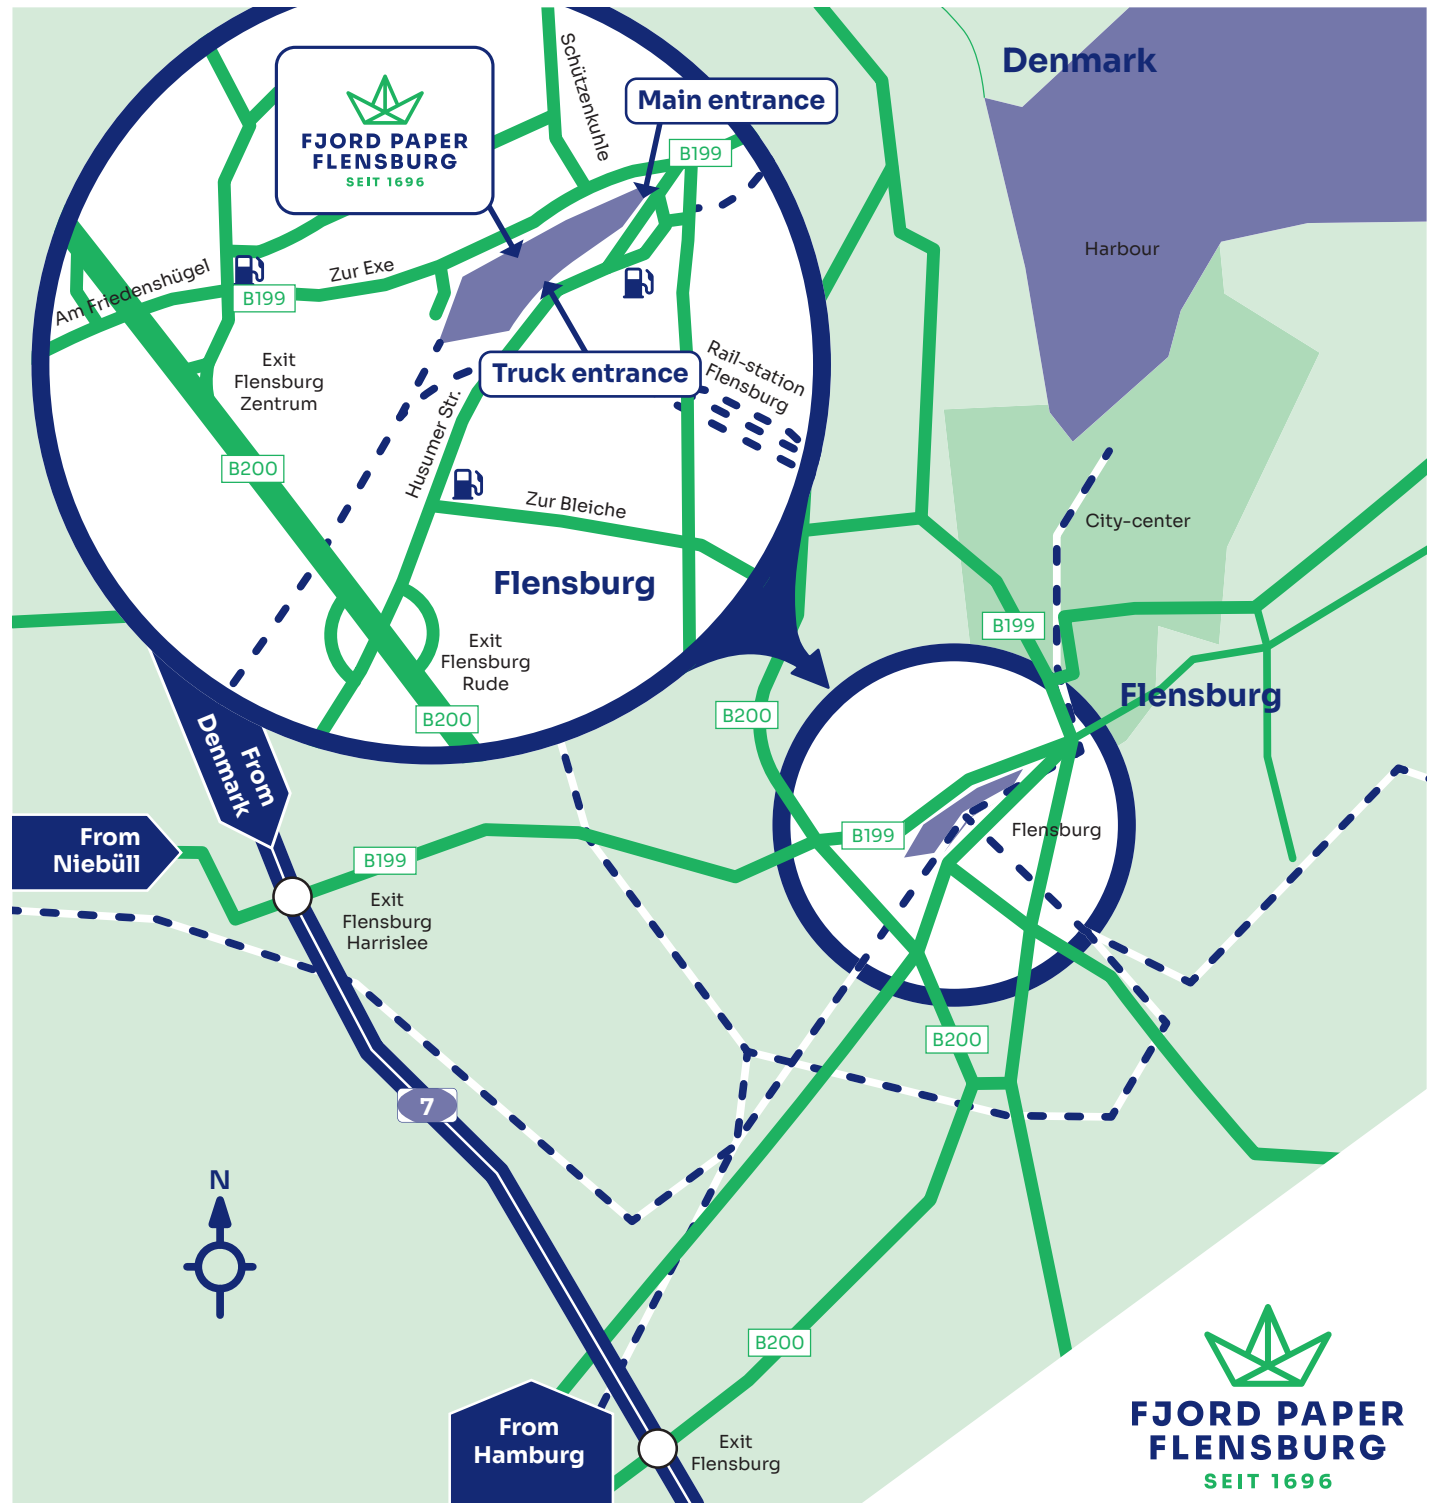 Denmark
Schützenkuhle
Main entrance
FJORD PAPER
FLENSBURG
SEIT 1696
B199
Harbour
Am Friedenshügel
Zur Exe
B199
Exit
Flensburg
Zentrum
Truck entrance
Rail-station
Flensburg
Husumer Str.
B200
Zur Bleiche
City-center
Flensburg
B199
Exit
Flensburg
Rude
B200
B200
Flensburg
From
Denmark
From
Niebüll
B199
B199
Flensburg
Exit
Flensburg
Harrislee
B200
7
N
B200
From
Hamburg
Exit
Flensburg
FJORD PAPER
FLENSBURG
SEIT 1696